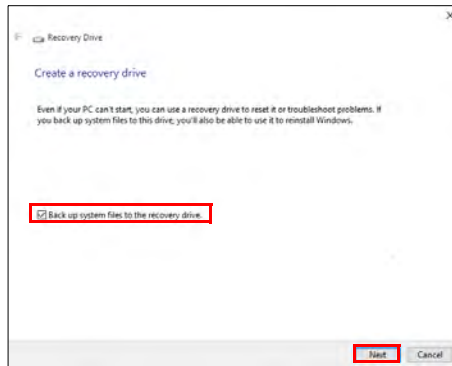 Recovery Drive
Create a recovery drive
Even if your PC can't start, you can use a recovery drive to reset it or troubleshoot problems. If
you back up system files to this drive, you'll also be able to use it to reinstall Windows.
Back up system files to the recovery drive.
Next Cancel